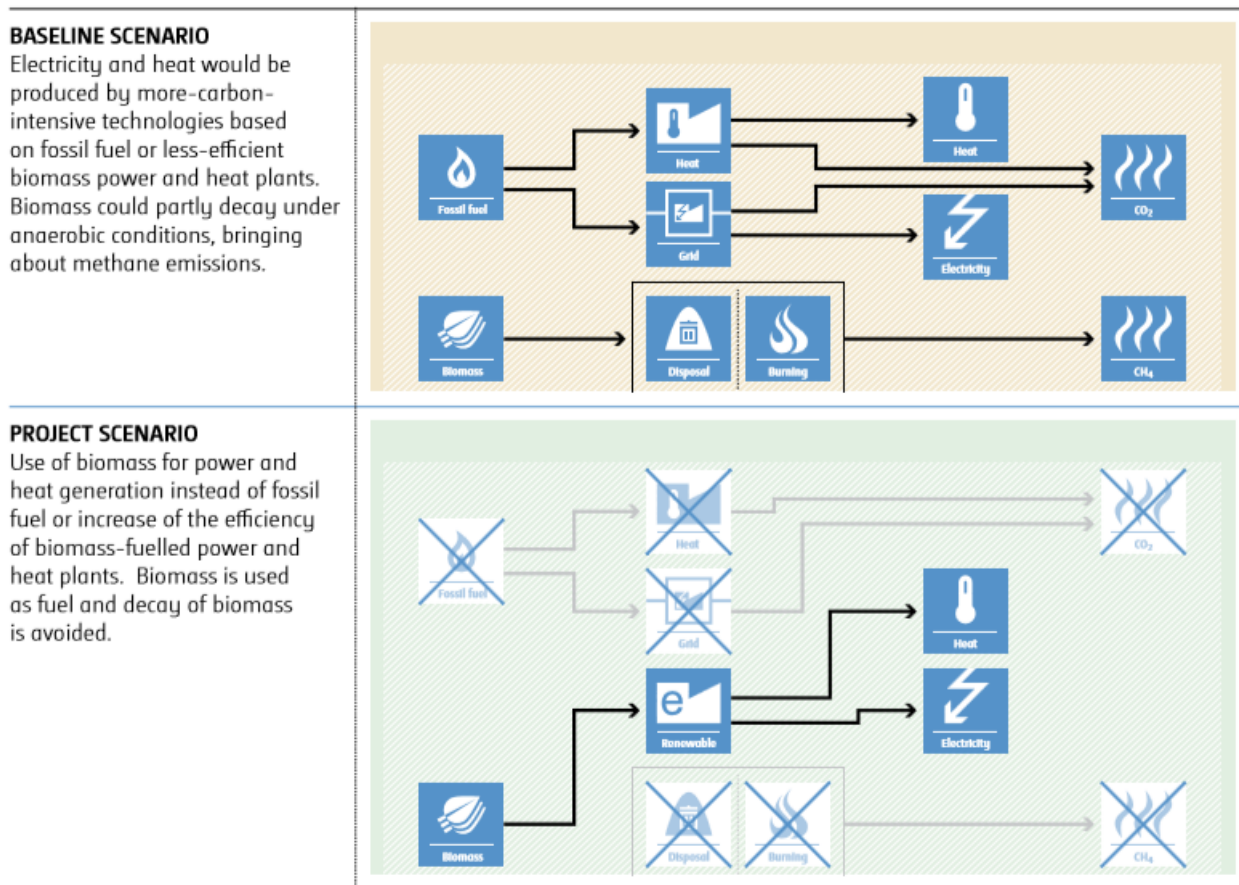 BASELINE SCENARIO
Electricity and heat would be
produced by more-carbon-
intensive technologies based
on fossil fuel or less-efficient
biomass power and heat plants.
Biomass could partly decay under
anaerobic conditions, bringing
about methane emissions.
Fossil fuel
Heat
Grid
Heat
Electricity
CO₂
Biomass
Disposal
Burning
CH₄
PROJECT SCENARIO
Use of biomass for power and
heat generation instead of fossil
fuel or increase of the efficiency
of biomass-fuelled power and
heat plants.  Biomass is used
as fuel and decay of biomass
is avoided.
Fossil fuel
Heat
Grid
CO₂
e
Renewable
Heat
Electricity
Biomass
Disposal
Burning
CH₄